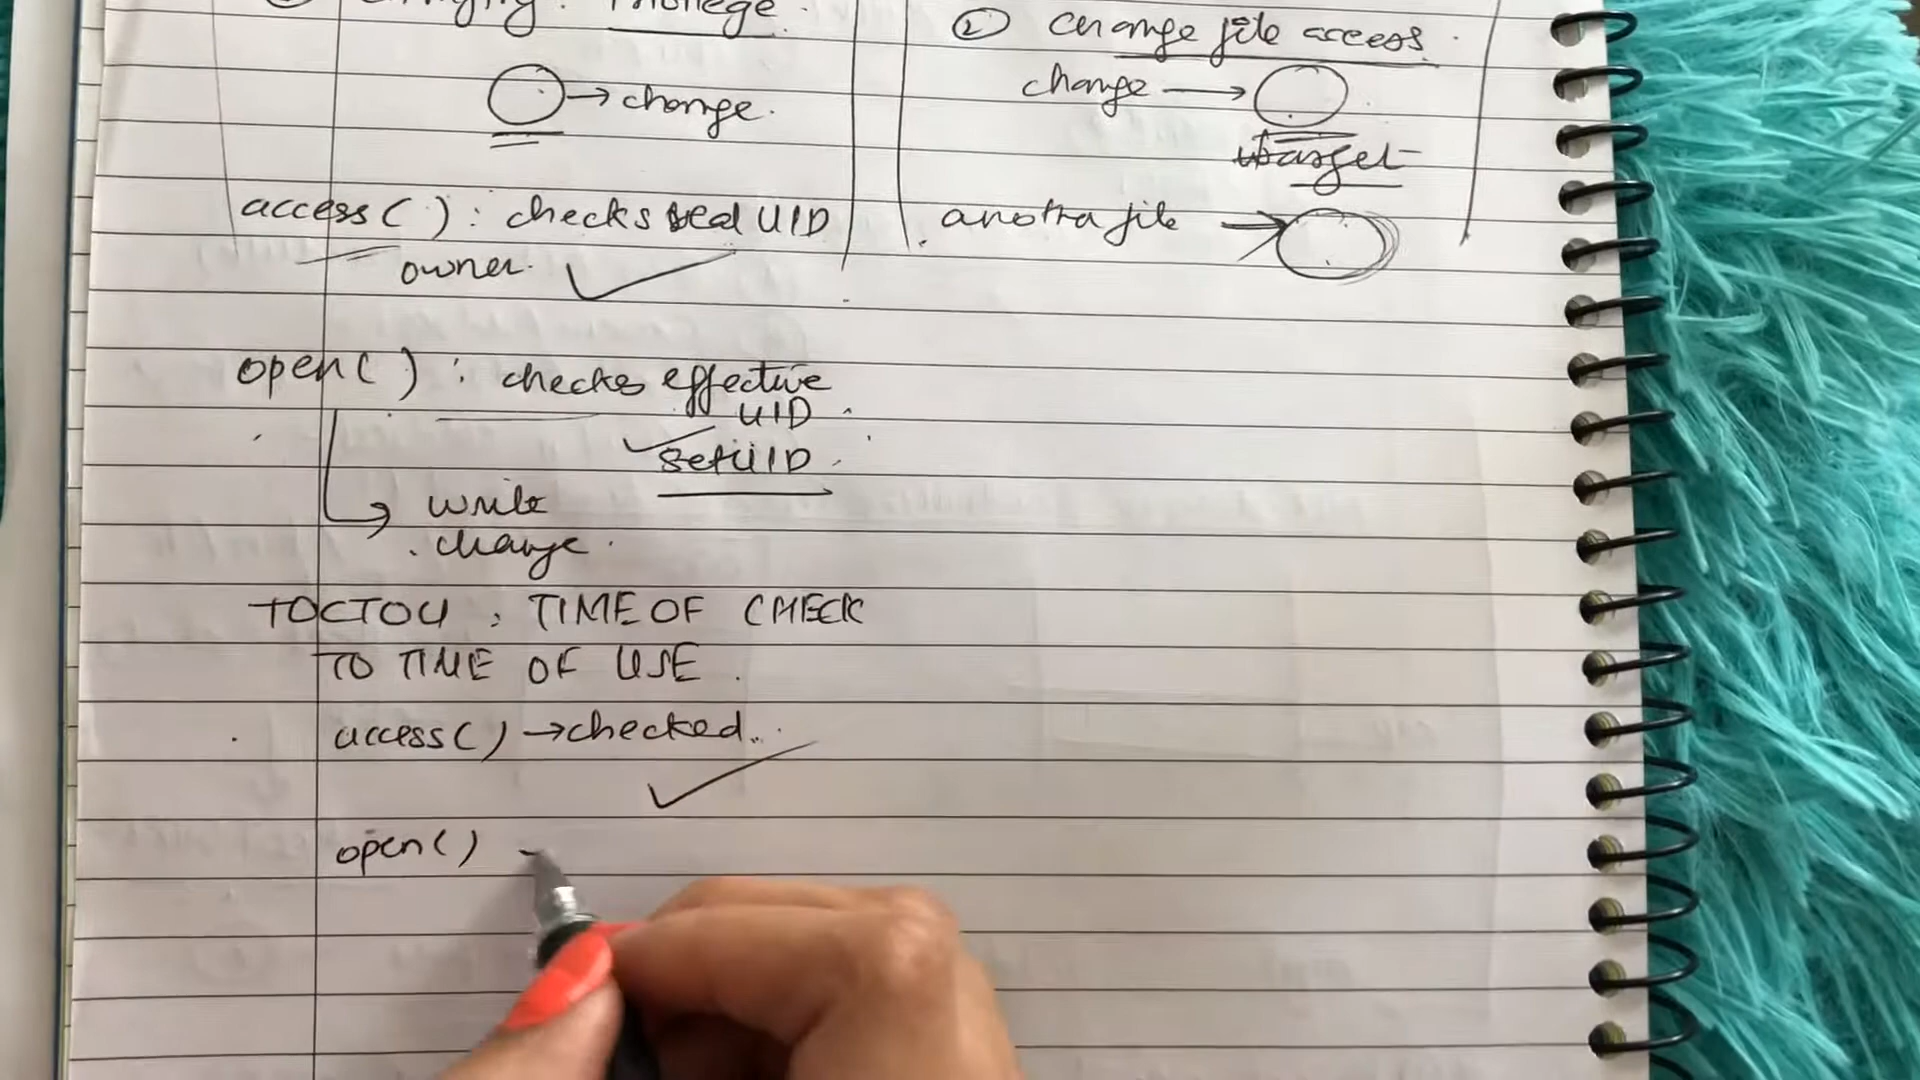 privilege.
→ change.
access( ) : checks real UID
owner.
open( ) : checks effective
UID
SetUID.
write
change.
TOCTOU : TIME OF CHECK
TO TIME OF USE.
access( ) → checked.
open( ) -
② change file access.
change →
target
another file →